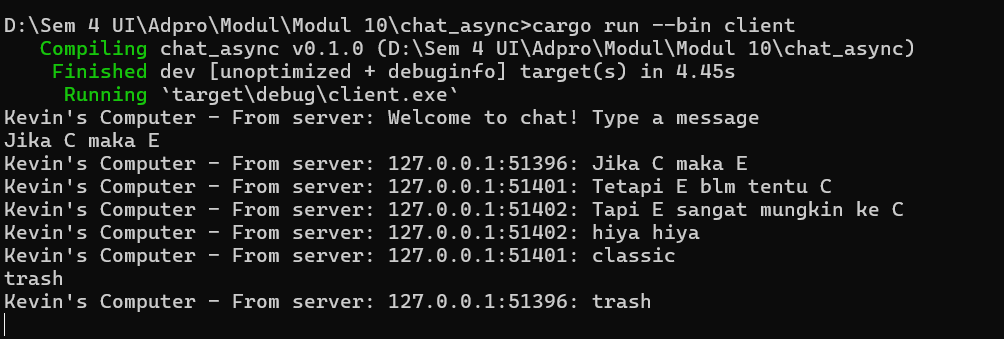 D:\Sem 4 UI\Adpro\Modul\Modul 10\chat_async>cargo run --bin client
Compiling chat_async v0.1.0 (D:\Sem 4 UI\Adpro\Modul\Modul 10\chat_async)
Finished dev [unoptimized + debuginfo] target(s) in 4.45s
Running `target\debug\client.exe`
Kevin's Computer - From server: Welcome to chat! Type a message
Jika C maka E
Kevin's Computer - From server: 127.0.0.1:51396: Jika C maka E
Kevin's Computer - From server: 127.0.0.1:51401: Tetapi E blm tentu C
Kevin's Computer - From server: 127.0.0.1:51402: Tapi E sangat mungkin ke C
Kevin's Computer - From server: 127.0.0.1:51402: hiya hiya
Kevin's Computer - From server: 127.0.0.1:51401: classic
trash
Kevin's Computer - From server: 127.0.0.1:51396: trash